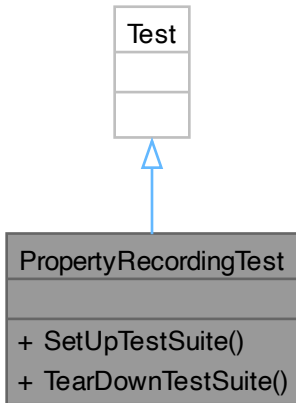 Test
PropertyRecordingTest
+ SetUpTestSuite()
+ TearDownTestSuite()